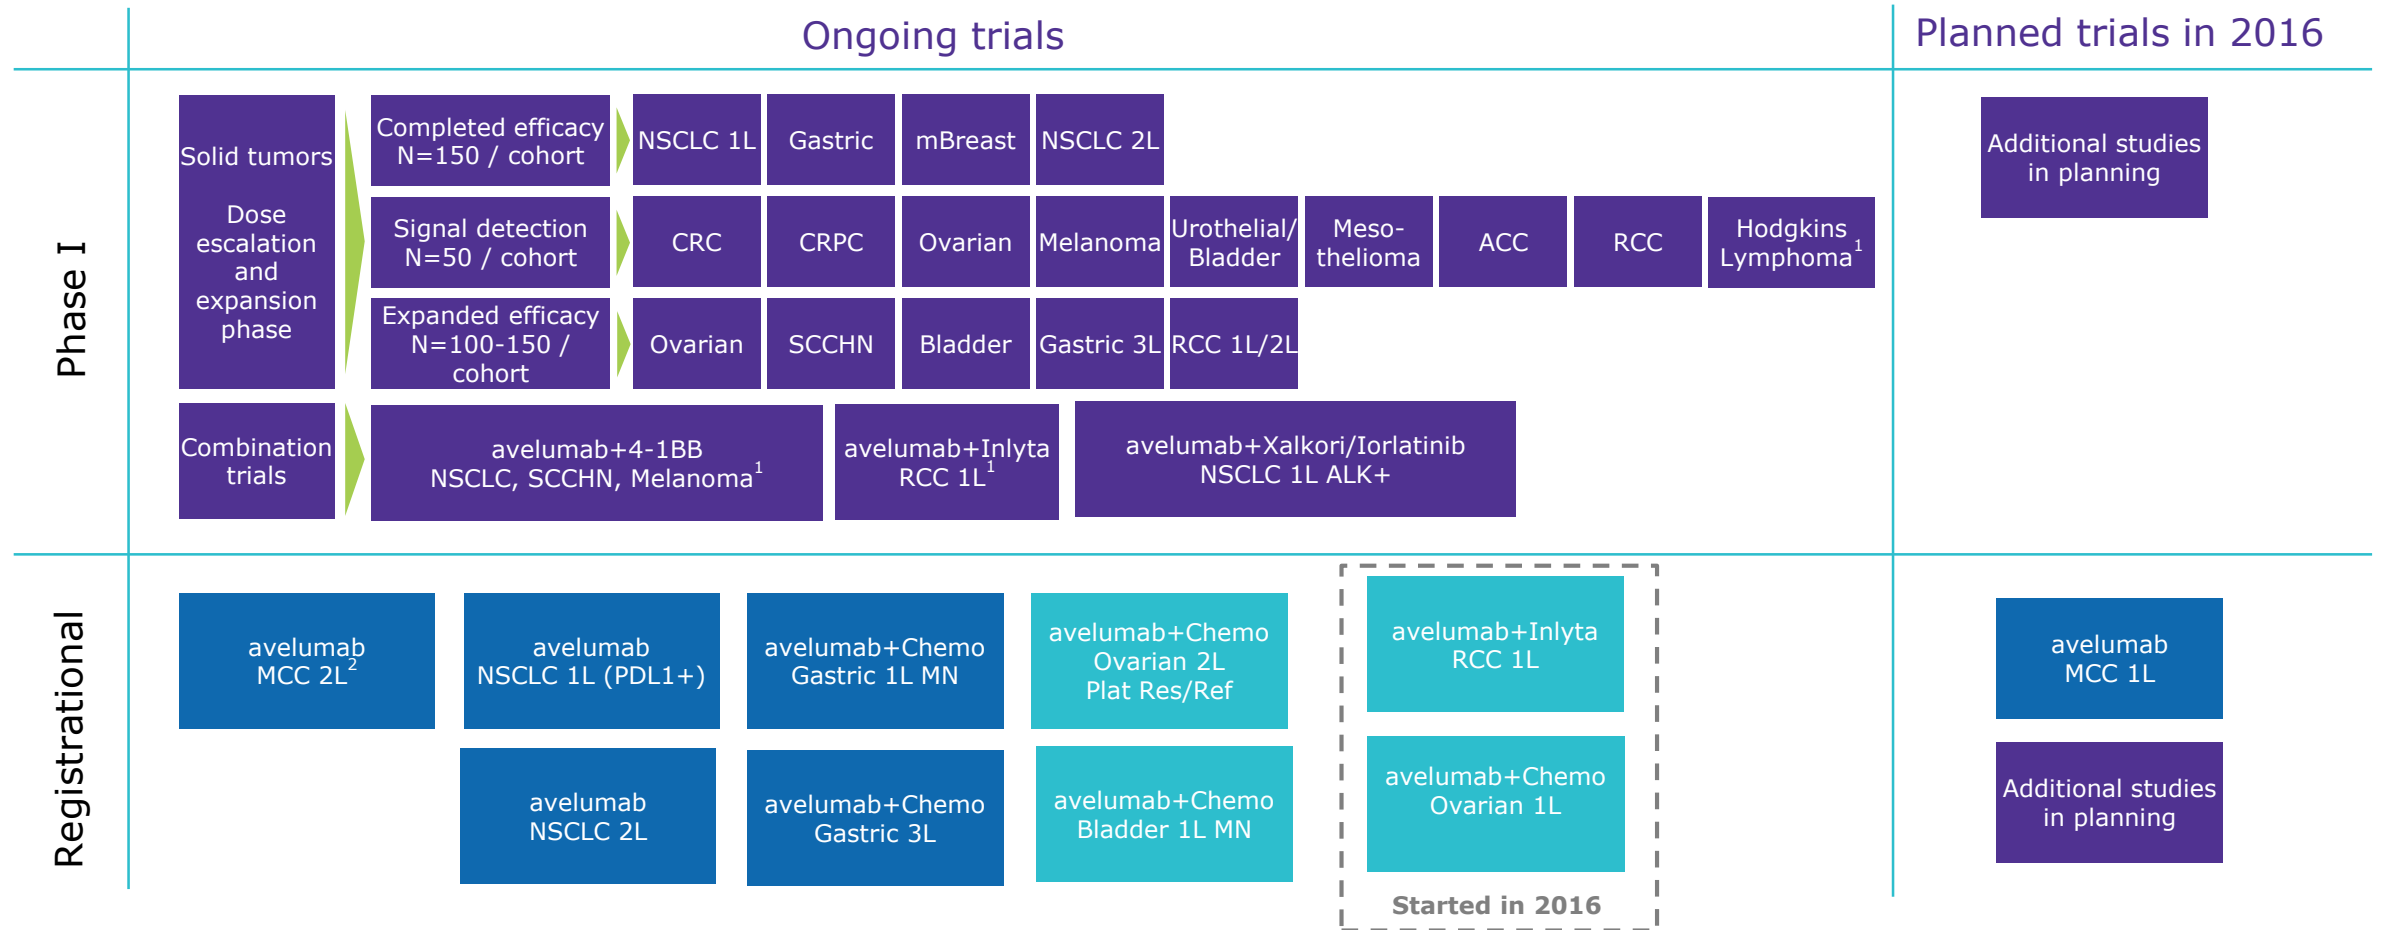 Ongoing trials
Planned trials in 2016
Phase I
Solid tumors
Dose
escalation
and
expansion
phase
Completed efficacy
N=150 / cohort
NSCLC 1L
Gastric
mBreast
NSCLC 2L
Signal detection
N=50 / cohort
CRC
CRPC
Ovarian
Melanoma
Urothelial/
Bladder
Meso-
thelioma
ACC
RCC
Hodgkins
Lymphoma1
Expanded efficacy
N=100-150 /
cohort
Ovarian
SCCHN
Bladder
Gastric 3L
RCC 1L/2L
Combination
trials
avelumab+4-1BB
NSCLC, SCCHN, Melanoma1
avelumab+Inlyta
RCC 1L1
avelumab+Xalkori/Iorlatinib
NSCLC 1L ALK+
Additional studies
in planning
Registrational
avelumab
MCC 2L2
avelumab
NSCLC 1L (PDL1+)
avelumab+Chemo
Gastric 1L MN
avelumab+Chemo
Ovarian 2L
Plat Res/Ref
avelumab+Inlyta
RCC 1L
avelumab
NSCLC 2L
avelumab+Chemo
Gastric 3L
avelumab+Chemo
Bladder 1L MN
avelumab+Chemo
Ovarian 1L
Started in 2016
avelumab
MCC 1L
Additional studies
in planning